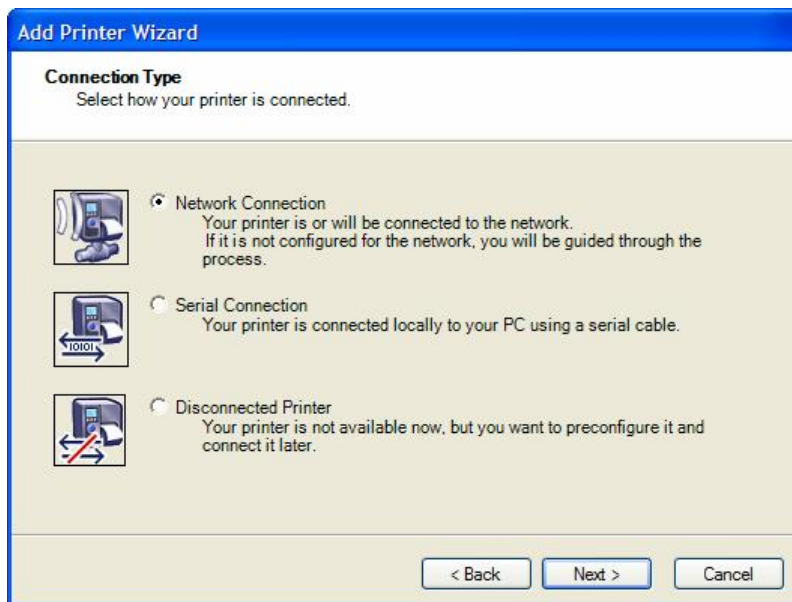 Add Printer Wizard
Connection Type
Select how your printer is connected.
Network Connection
Your printer is or will be connected to the network.
If it is not configured for the network, you will be guided through the
process.
Serial Connection
Your printer is connected locally to your PC using a serial cable.
10101
Disconnected Printer
Your printer is not available now, but you want to preconfigure it and
connect it later.
< Back Next > Cancel